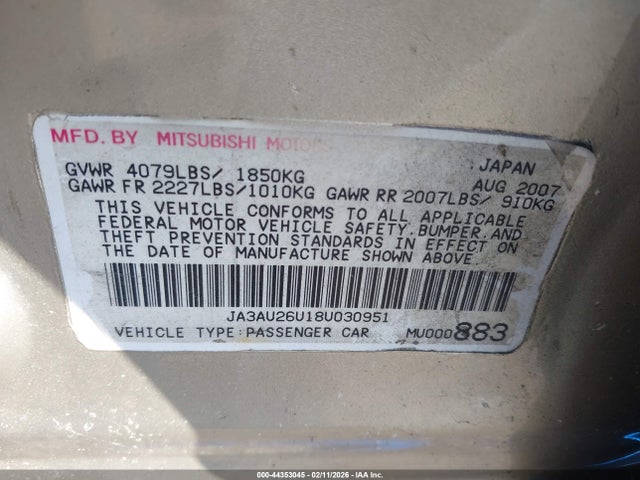 MFD. BY MITSUBISHI MOTORS JAPAN
GVWR 4079LBS/ 1850KG AUG 2007
GAWR FR 2227LBS/1010KG GAWR RR 2007LBS/ 910KG
THIS VEHICLE CONFORMS TO ALL APPLICABLE
FEDERAL MOTOR VEHICLE SAFETY,BUMPER,AND
THEFT PREVENTION STANDARDS IN EFFECT ON
THE DATE OF MANUFACTURE SHOWN ABOVE.
JA3AU26U18U030951
VEHICLE TYPE:PASSENGER CAR MU000883
000-44353045 - 02/11/2026 - IAAI.COM